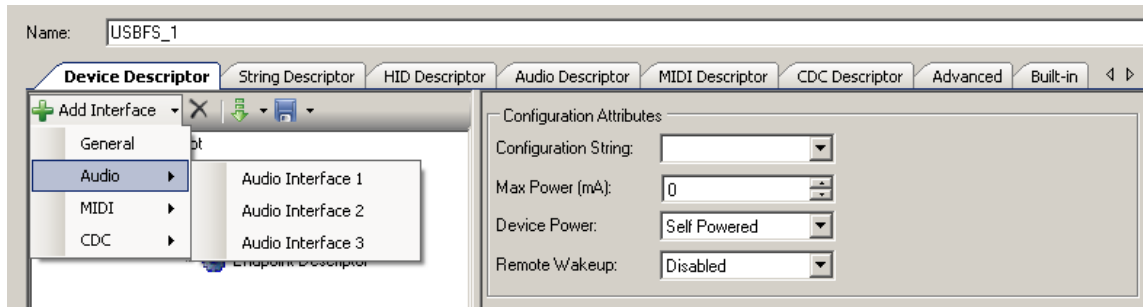 Name: USBFS_1
Device Descriptor String Descriptor HID Descriptor Audio Descriptor MIDI Descriptor CDC Descriptor Advanced Built-in
Add Interface
General
Audio
MIDI
CDC
Audio Interface 1
Audio Interface 2
Audio Interface 3
Endpoint Descriptor
Configuration Attributes
Configuration String:
Max Power (mA): 0
Device Power: Self Powered
Remote Wakeup: Disabled